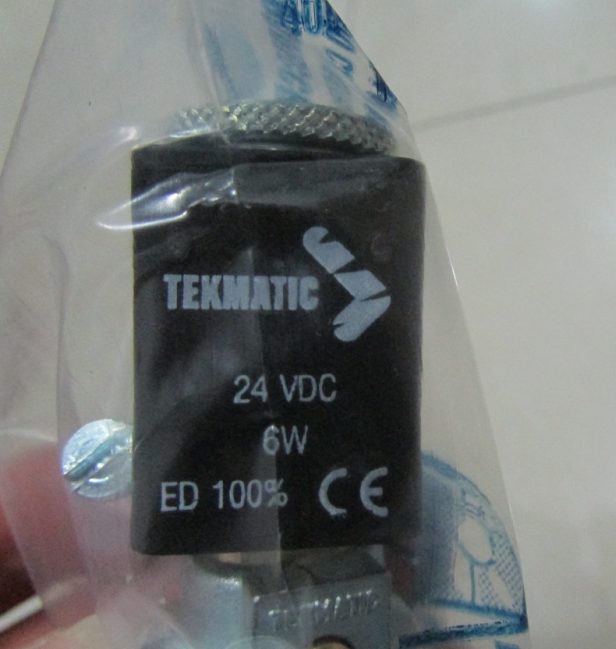 TEKMATIC
24 VDC
6W
ED 100% CE